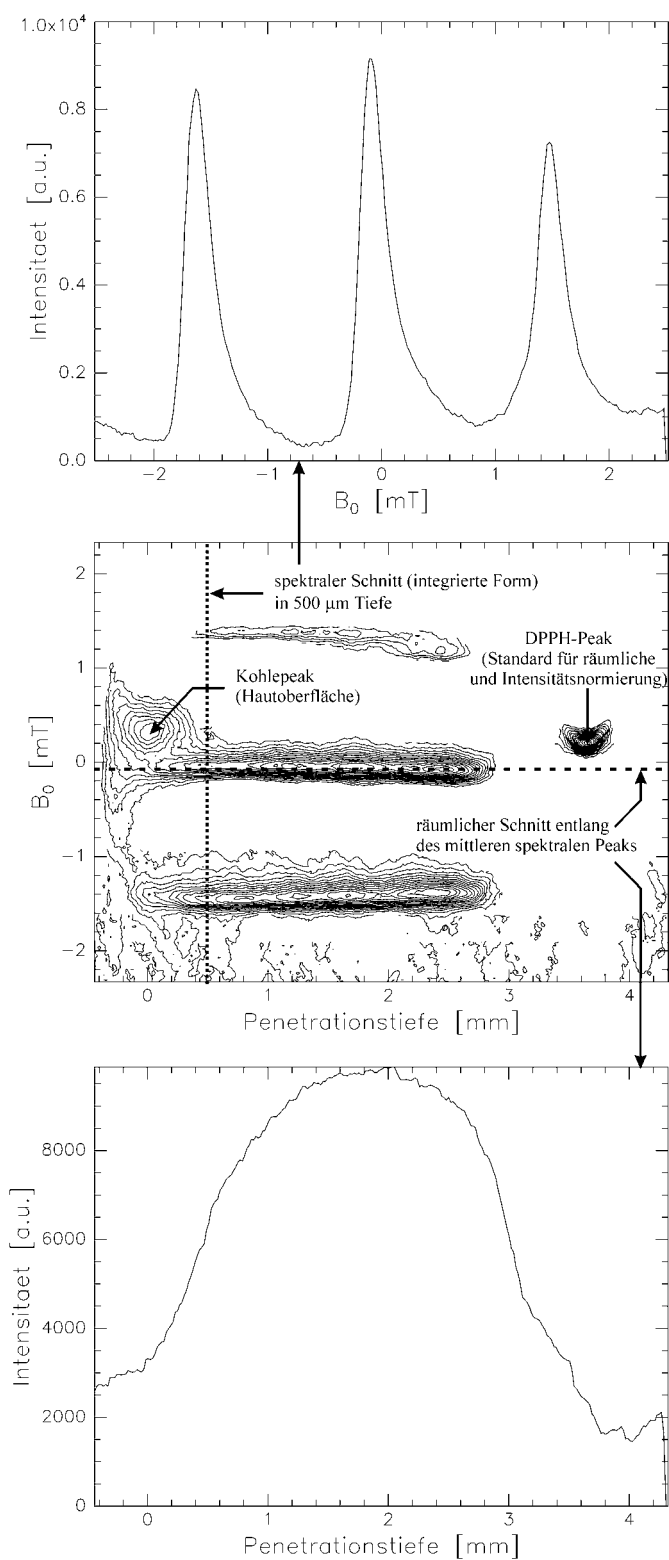 1.0×10⁴
0.8
0.6
0.4
0.2
0.0
Intensitaet [a.u.]
-2
-1
0
1
2
B₀ [mT]
spektraler Schnitt (integrierte Form)
in 500 µm Tiefe
DPPH-Peak
(Standard für räumliche
und Intensitätsnormierung)
Kohlepeak
(Hautoberfläche)
räumlicher Schnitt entlang
des mittleren spektralen Peaks
2
1
0
-1
-2
B₀ [mT]
0
1
2
3
4
Penetrationstiefe [mm]
8000
6000
4000
2000
0
Intensitaet [a.u.]
0
1
2
3
4
Penetrationstiefe [mm]